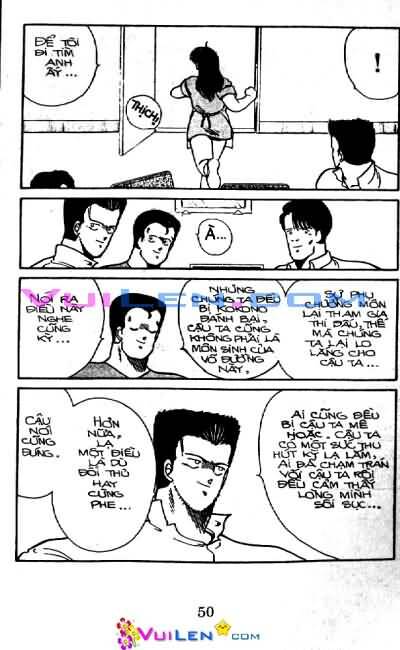 ĐỂ TÔI
ĐI TÌM
ANH
ẤY...
THỊCH!
!
À...
SƯ PHỤ
CHƯỞNG MÔN
LẠI THAM GIA
THI ĐẤU, THẾ
MÀ CHÚNG
TA LẠI LO
LẮNG CHO
CẬU TA...
NHƯNG
CHÚNG TA ĐỀU
BỊ KOKONO
ĐÁNH BẠI.
CẬU TA CŨNG
KHÔNG PHẢI LÀ
MÔN SINH CỦA
VÕ ĐƯỜNG
NÀY.
NÓI RA
ĐIỀU NÀY
NGHE
CŨNG
KỲ...
AI CŨNG ĐỀU
BỊ CẬU TA MÊ
HOẶC. CẬU TA
CÓ MỘT SỨC THU
HÚT KỲ LẠ LẮM,
AI ĐÃ CHẠM TRÁN
VỚI CẬU TA RỒI
ĐỀU CẢM THẤY
LÒNG MÌNH
SÔI SỤC...
HƠN
NỮA,
LẠ
MỘT ĐIỀU
LÀ DÙ
ĐỐI THỦ
HAY
CÙNG
PHE...
CẬU
NÓI
CŨNG
ĐÚNG.
VUILEN.COM
50
VUILEN.COM